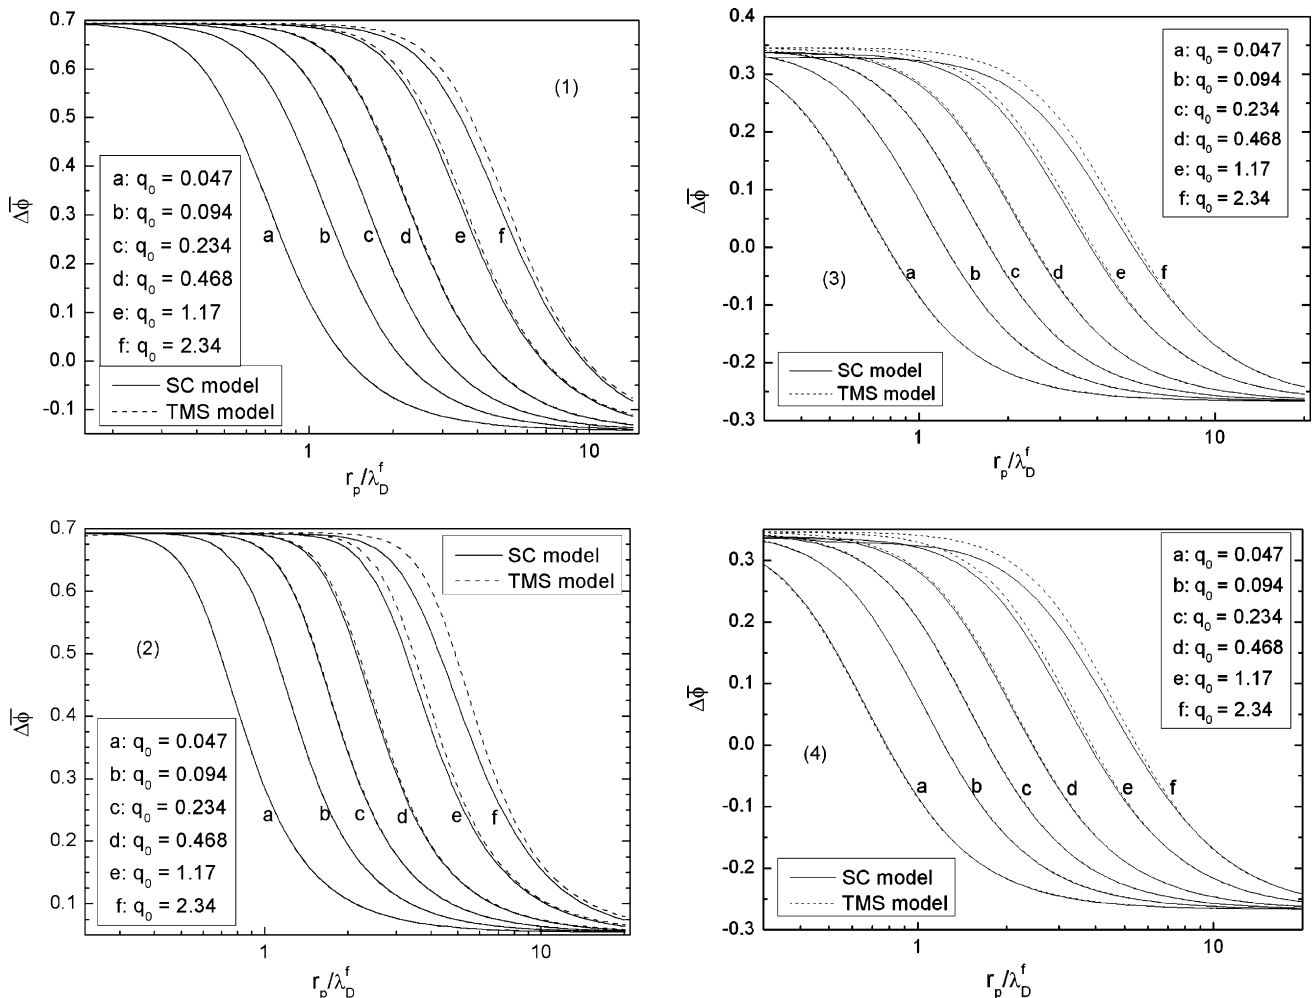 0.7
0.6
0.5
0.4
0.3
0.2
0.1
0.0
-0.1
Δϕ̅
(1)
a: q₀ = 0.047
b: q₀ = 0.094
c: q₀ = 0.234
d: q₀ = 0.468
e: q₀ = 1.17
f: q₀ = 2.34
a b c d e f
SC model
TMS model
1 10
rₚ/λ_D^f
0.4
0.3
0.2
0.1
0.0
-0.1
-0.2
-0.3
Δϕ̅
a: q₀ = 0.047
b: q₀ = 0.094
c: q₀ = 0.234
d: q₀ = 0.468
e: q₀ = 1.17
f: q₀ = 2.34
(3)
a b c d e f
SC model
TMS model
1 10
rₚ/λ_D^f
0.7
0.6
0.5
0.4
0.3
0.2
0.1
Δϕ̅
SC model
TMS model
(2)
a: q₀ = 0.047
b: q₀ = 0.094
c: q₀ = 0.234
d: q₀ = 0.468
e: q₀ = 1.17
f: q₀ = 2.34
a b c d e f
1 10
rₚ/λ_D^f
0.3
0.2
0.1
0.0
-0.1
-0.2
-0.3
Δϕ̅
a: q₀ = 0.047
b: q₀ = 0.094
c: q₀ = 0.234
d: q₀ = 0.468
e: q₀ = 1.17
f: q₀ = 2.34
(4)
a b c d e f
SC model
TMS model
1 10
rₚ/λ_D^f